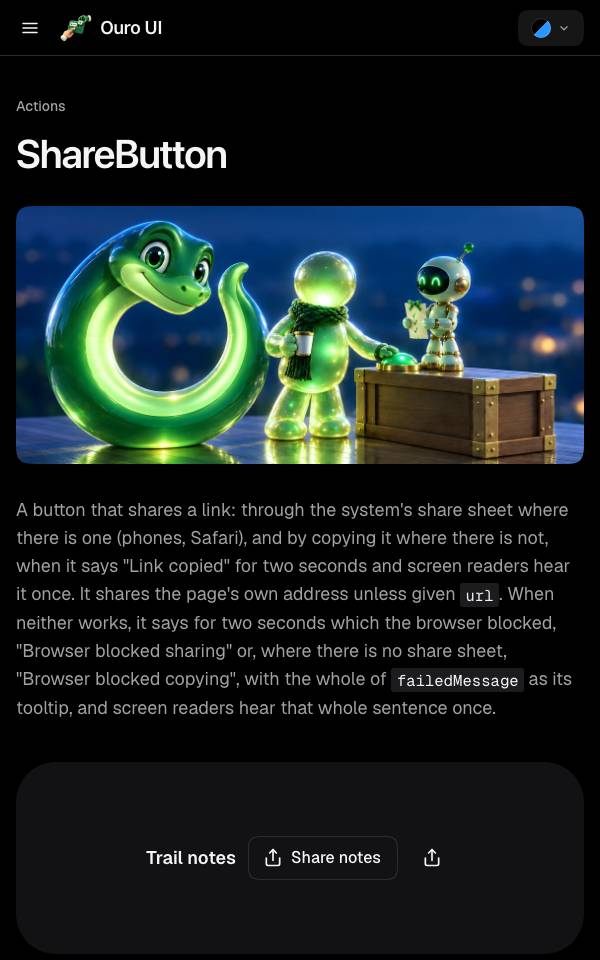 Ouro UI
Actions
ShareButton
A button that shares a link: through the system's share sheet where
there is one (phones, Safari), and by copying it where there is not,
when it says "Link copied" for two seconds and screen readers hear
it once. It shares the page's own address unless given url. When
neither works, it says for two seconds which the browser blocked,
"Browser blocked sharing" or, where there is no share sheet,
"Browser blocked copying", with the whole of failedMessage as its
tooltip, and screen readers hear that whole sentence once.
Trail notes Share notes